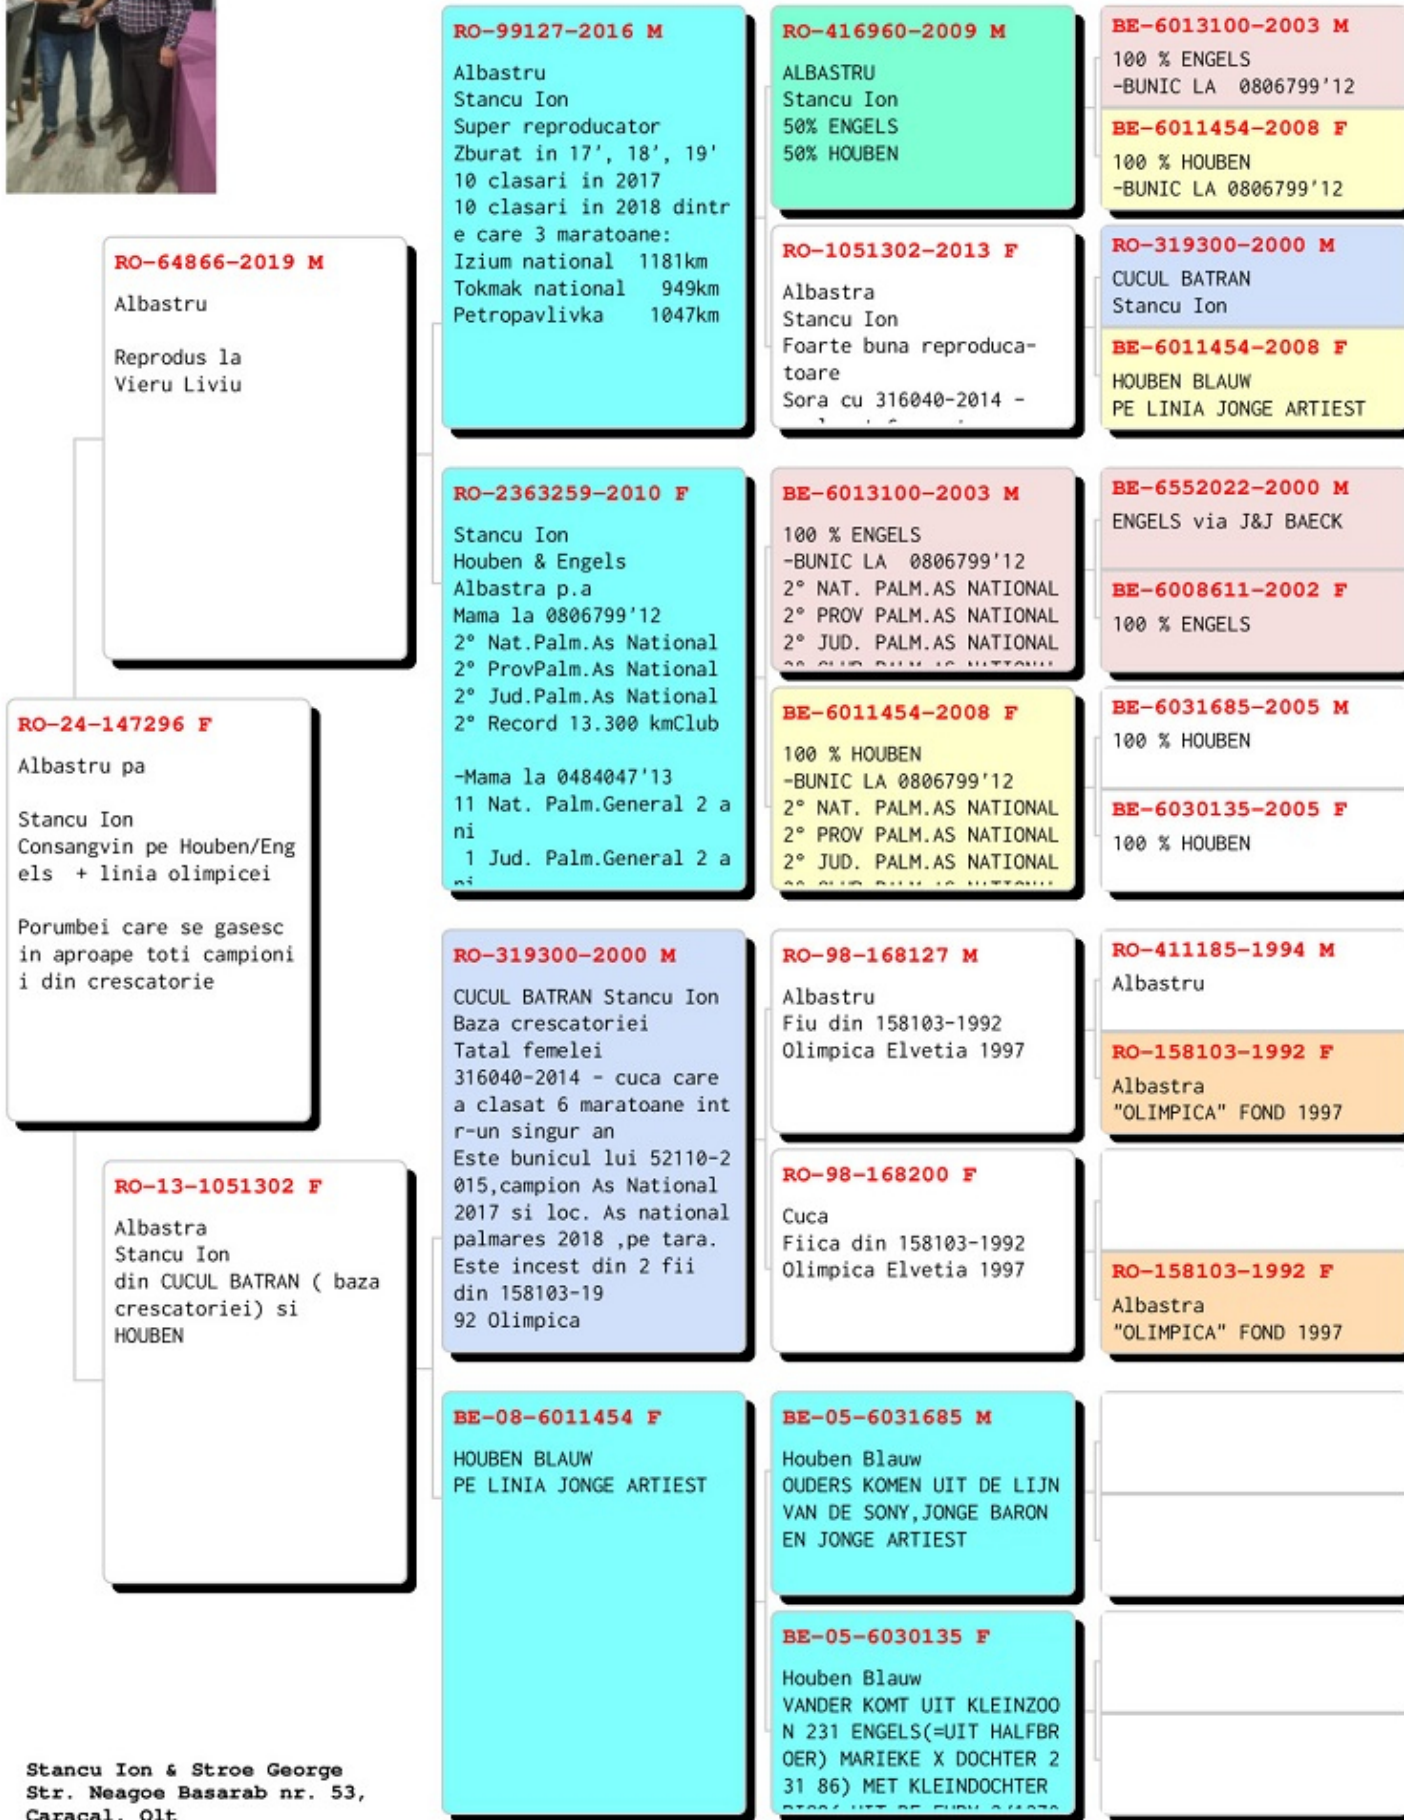 RO-99127-2016 M
Albastru
Stancu Ion
Super reproducator
Zburat in 17', 18', 19'
10 clasari in 2017
10 clasari in 2018 dintr
e care 3 maratoane:
Izium national 1181km
Tokmak national 949km
Petropavlivka 1047km
RO-416960-2009 M
ALBASTRU
Stancu Ion
50% ENGELS
50% HOUBEN
BE-6013100-2003 M
100 % ENGELS
-BUNIC LA 0806799'12
BE-6011454-2008 F
100 % HOUBEN
-BUNIC LA 0806799'12
RO-1051302-2013 F
Albastra
Stancu Ion
Foarte buna reproduca-
toare
Sora cu 316040-2014 -
RO-319300-2000 M
CUCUL BATRAN
Stancu Ion
BE-6011454-2008 F
HOUBEN BLAUW
PE LINIA JONGE ARTIEST
RO-64866-2019 M
Albastru
Reprodus la
Vieru Liviu
RO-2363259-2010 F
Stancu Ion
Houben & Engels
Albastra p.a
Mama la 0806799'12
2° Nat.Palm.As National
2° ProvPalm.As National
2° Jud.Palm.As National
2° Record 13.300 kmClub
-Mama la 0484047'13
11 Nat. Palm.General 2 a
ni
1 Jud. Palm.General 2 a
ni
BE-6013100-2003 M
100 % ENGELS
-BUNIC LA 0806799'12
2° NAT. PALM.AS NATIONAL
2° PROV PALM.AS NATIONAL
2° JUD. PALM.AS NATIONAL
BE-6552022-2000 M
ENGELS via J&J BAECK
BE-6008611-2002 F
100 % ENGELS
BE-6011454-2008 F
100 % HOUBEN
-BUNIC LA 0806799'12
2° NAT. PALM.AS NATIONAL
2° PROV PALM.AS NATIONAL
2° JUD. PALM.AS NATIONAL
BE-6031685-2005 M
100 % HOUBEN
BE-6030135-2005 F
100 % HOUBEN
RO-24-147296 F
Albastru pa
Stancu Ion
Consangvin pe Houben/Eng
els + linia olimpicei
Porumbei care se gasesc
in aproape toti campioni
i din crescatorie
RO-319300-2000 M
CUCUL BATRAN Stancu Ion
Baza crescatoriei
Tatal femelei
316040-2014 - cuca care
a clasat 6 maratoane int
r-un singur an
Este bunicul lui 52110-2
015,campion As National
2017 si loc. As national
palmares 2018 ,pe tara.
Este incest din 2 fii
din 158103-19
92 Olimpica
RO-98-168127 M
Albastru
Fiu din 158103-1992
Olimpica Elvetia 1997
RO-411185-1994 M
Albastru
RO-158103-1992 F
Albastra
"OLIMPICA" FOND 1997
RO-98-168200 F
Cuca
Fiica din 158103-1992
Olimpica Elvetia 1997
RO-158103-1992 F
Albastra
"OLIMPICA" FOND 1997
RO-13-1051302 F
Albastra
Stancu Ion
din CUCUL BATRAN ( baza
crescatoriei) si
HOUBEN
BE-08-6011454 F
HOUBEN BLAUW
PE LINIA JONGE ARTIEST
BE-05-6031685 M
Houben Blauw
OUDERS KOMEN UIT DE LIJN
VAN DE SONY,JONGE BARON
EN JONGE ARTIEST
BE-05-6030135 F
Houben Blauw
VANDER KOMT UIT KLEINZOO
N 231 ENGELS(=UIT HALFBR
OER) MARIEKE X DOCHTER 2
31 86) MET KLEINDOCHTER
Stancu Ion & Stroe George
Str. Neagoe Basarab nr. 53,
Caracal, Olt